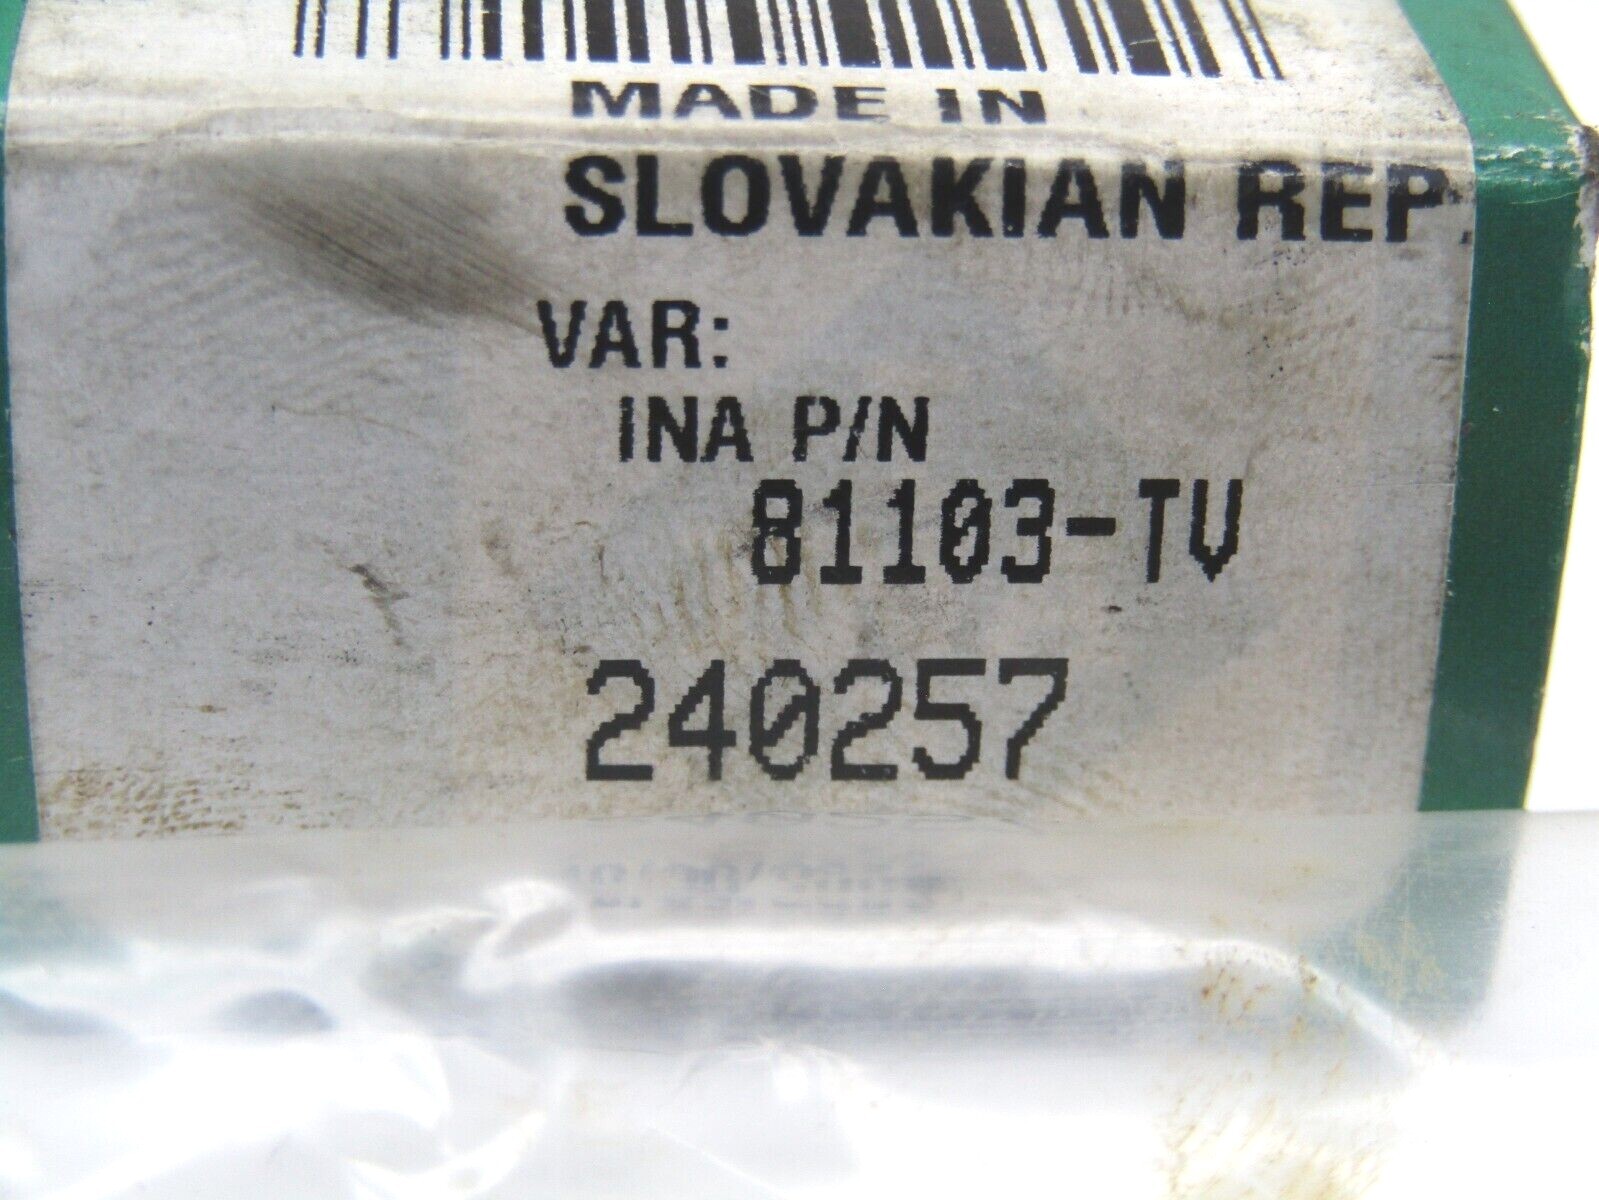 MADE IN
SLOVAKIAN REP.
VAR:
INA P/N
81103-TV
240257